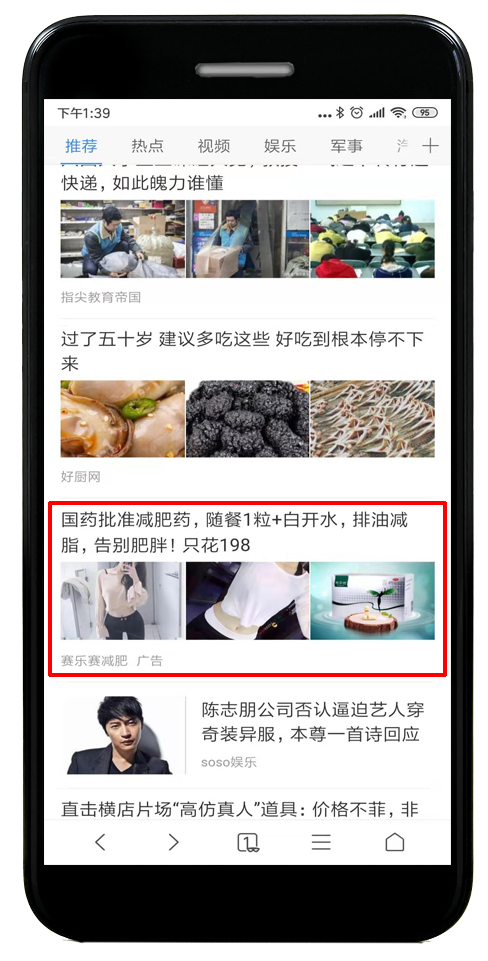 下午1:39
95
推荐 热点 视频 娱乐 军事
快递，如此魄力谁懂
指尖教育帝国
过了五十岁 建议多吃这些 好吃到根本停不下
来
好厨网
国药批准减肥药，随餐1粒+白开水，排油减
脂，告别肥胖！只花198
赛乐赛减肥 广告
陈志朋公司否认逼迫艺人穿
奇装异服，本尊一首诗回应
soso娱乐
直击横店片场“高仿真人”道具：价格不菲，非
1